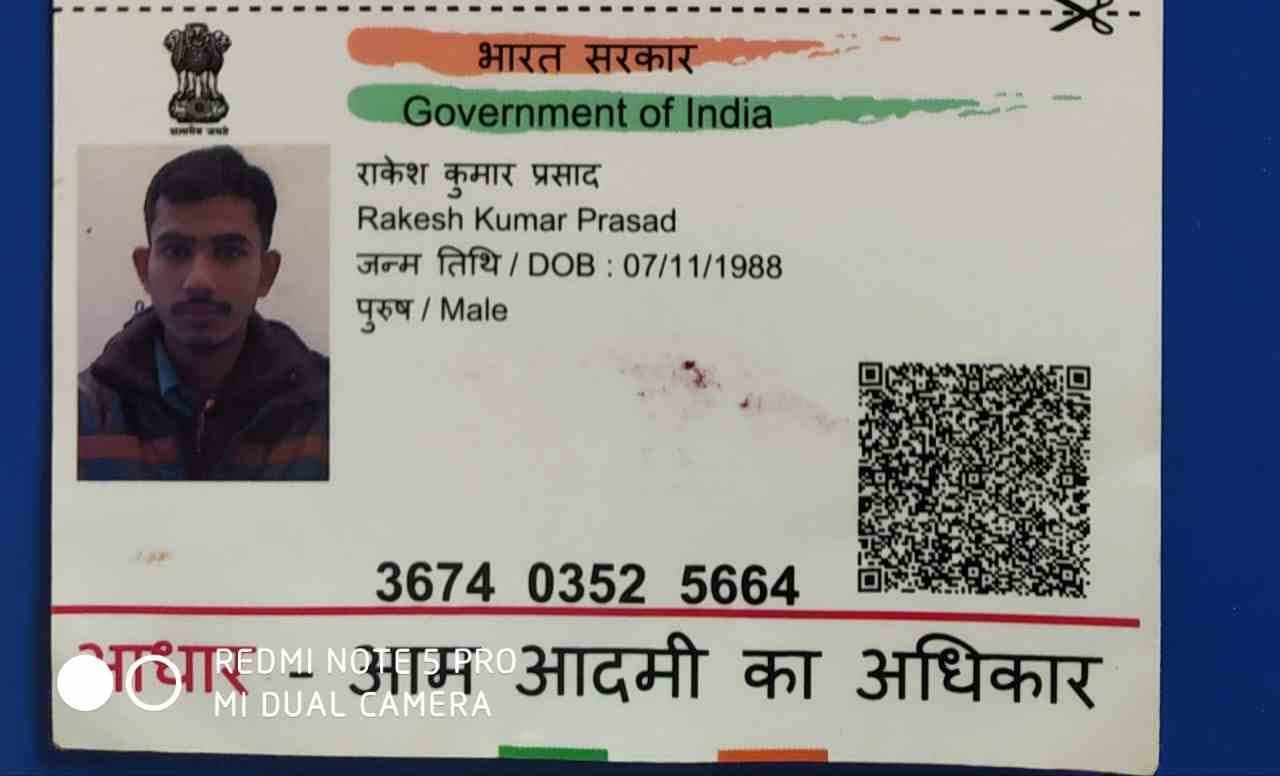 भारत सरकार
Government of India
सत्यमेव जयते
राकेश कुमार प्रसाद
Rakesh Kumar Prasad
जन्म तिथि / DOB : 07/11/1988
पुरुष / Male
3674 0352 5664
आधार - आम आदमी का अधिकार
REDMI NOTE 5 PRO
MI DUAL CAMERA